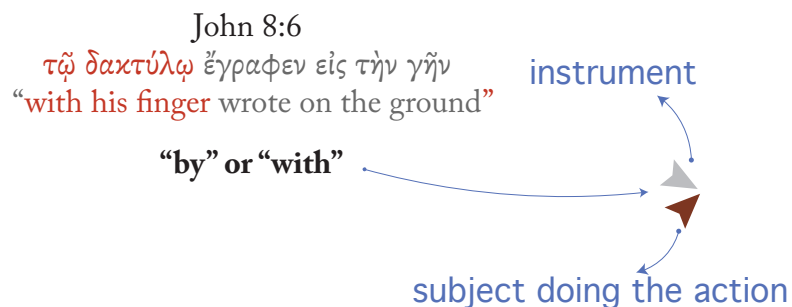 John 8:6
τῷ δακτύλῳ ἔγραφεν εἰς τὴν γῆν
“with his finger wrote on the ground”
instrument
“by” or “with”
subject doing the action